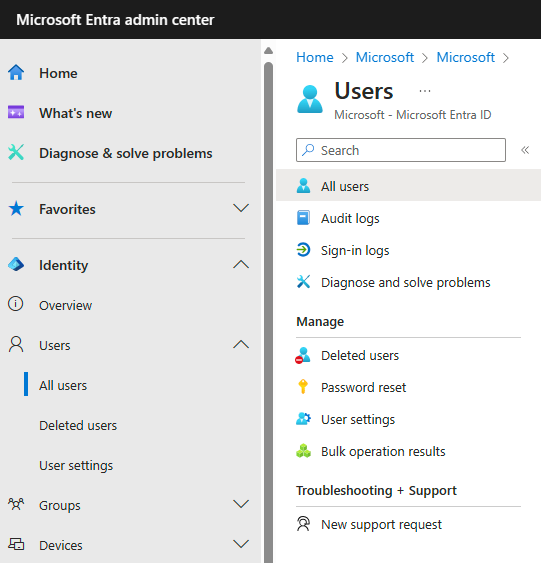 Microsoft Entra admin center
Home
What's new
Diagnose & solve problems
Favorites
Identity
Overview
Users
All users
Deleted users
User settings
Groups
Devices
Home > Microsoft > Microsoft >
Users ...
Microsoft - Microsoft Entra ID
Search
All users
Audit logs
Sign-in logs
Diagnose and solve problems
Manage
Deleted users
Password reset
User settings
Bulk operation results
Troubleshooting + Support
New support request